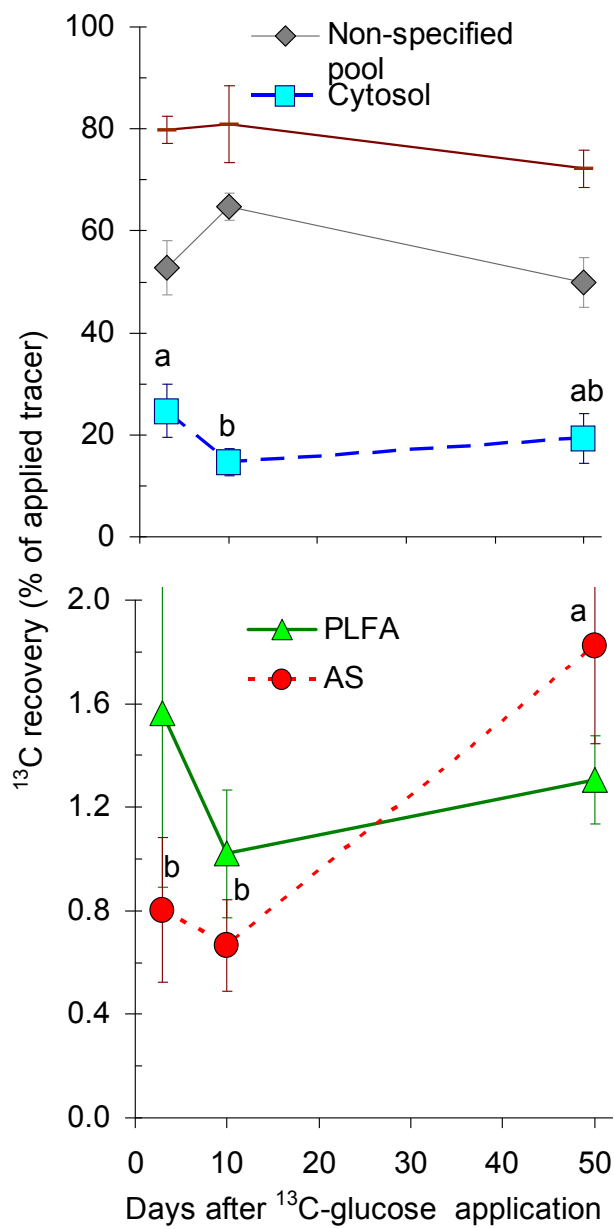 100
80
60
40
20
0
Non-specified
pool
Cytosol
a
b
ab
¹³C recovery (% of applied tracer)
2.0
1.6
1.2
0.8
0.4
0.0
PLFA
AS
a
b
b
0 10 20 30 40 50
Days after ¹³C-glucose application